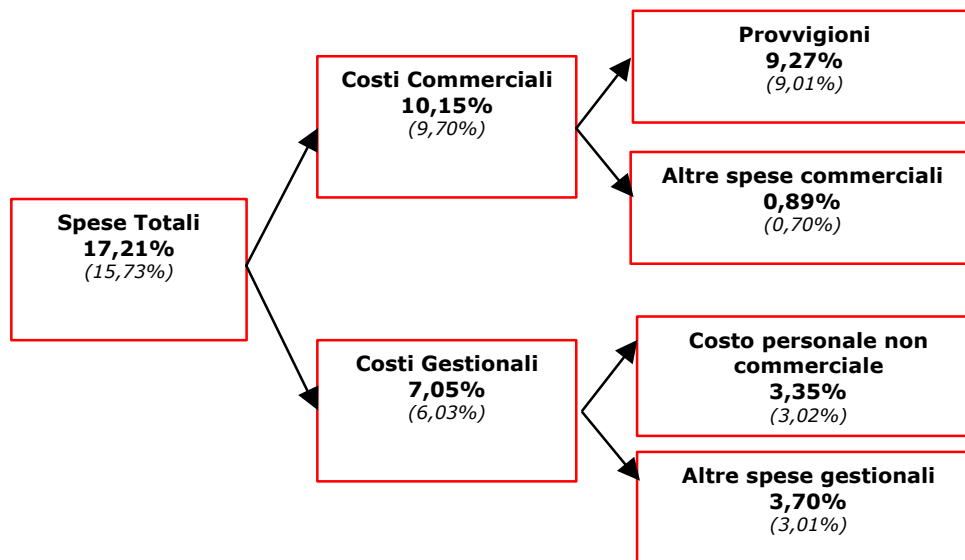 Provvigioni
9,27%
(9,01%)
Costi Commerciali
10,15%
(9,70%)
Altre spese commerciali
0,89%
(0,70%)
Spese Totali
17,21%
(15,73%)
Costo personale non
commerciale
3,35%
(3,02%)
Costi Gestionali
7,05%
(6,03%)
Altre spese gestionali
3,70%
(3,01%)